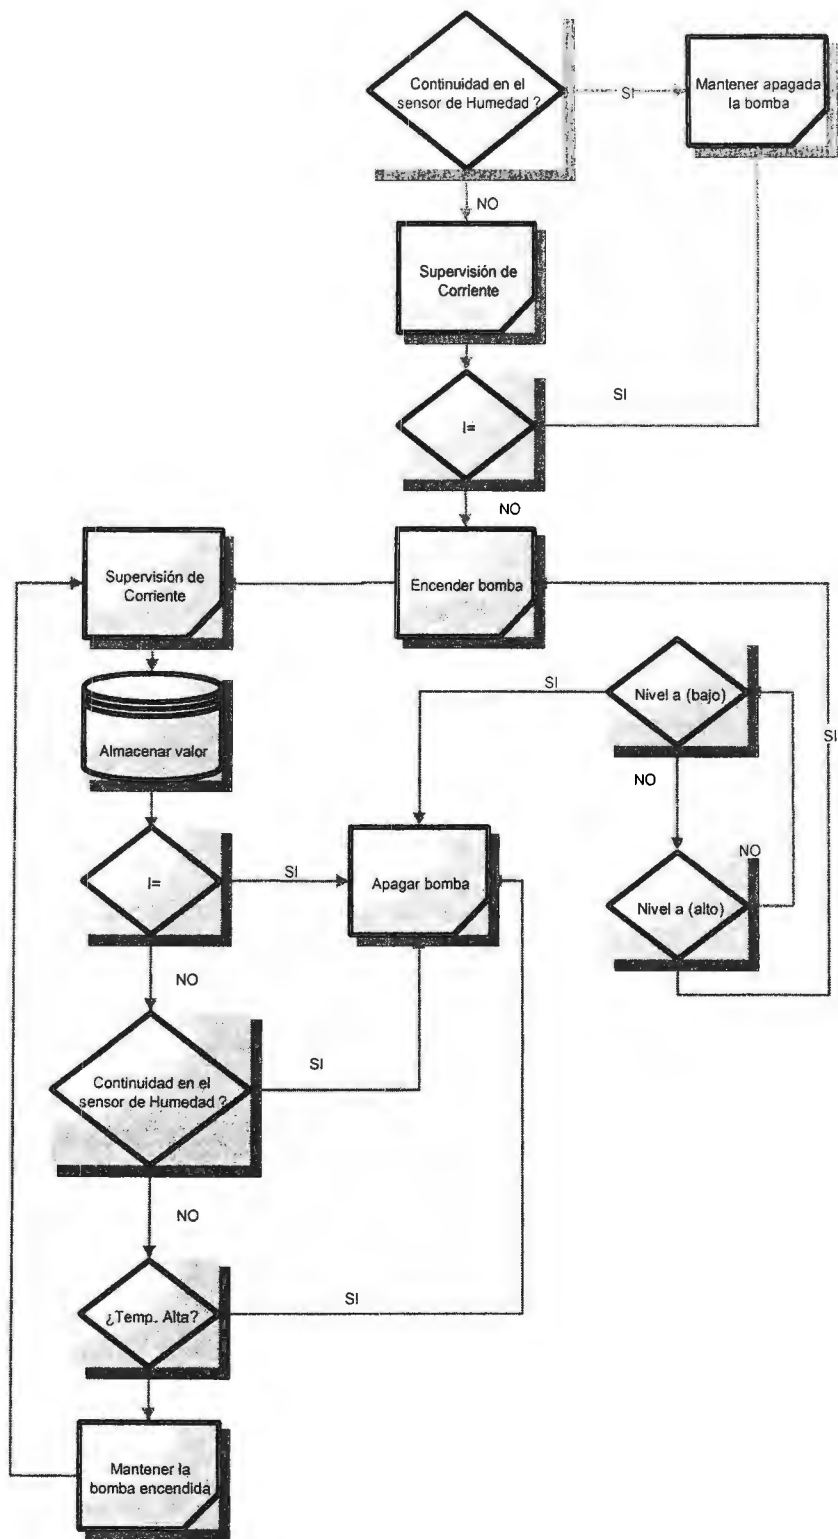 Continuidad en el
sensor de Humedad ?
SI
Mantener apagada
la bomba
NO
Supervisión de
Corriente
I=
SI
NO
Supervisión de
Corriente
Encender bomba
Almacenar valor
SI
Nivel a (bajo)
SI
NO
I=
SI
Apagar bomba
NO
Nivel a (alto)
NO
Continuidad en el
sensor de Humedad ?
SI
NO
¿Temp. Alta?
SI
Mantener la
bomba encendida